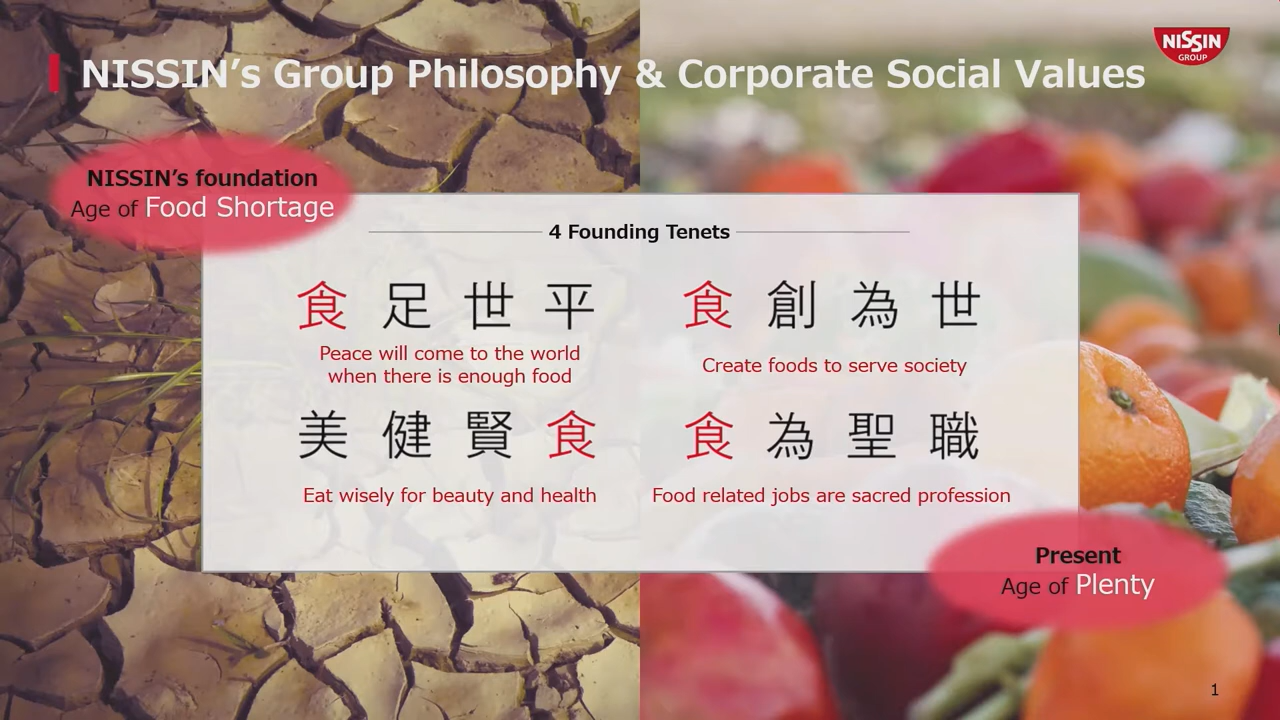 NISSIN’s Group Philosophy & Corporate Social Values
NISSIN
GROUP
NISSIN’s foundation
Age of Food Shortage
4 Founding Tenets
食足世平
Peace will come to the world
when there is enough food
食創為世
Create foods to serve society
美健賢食
Eat wisely for beauty and health
食為聖職
Food related jobs are sacred profession
Present
Age of Plenty
1